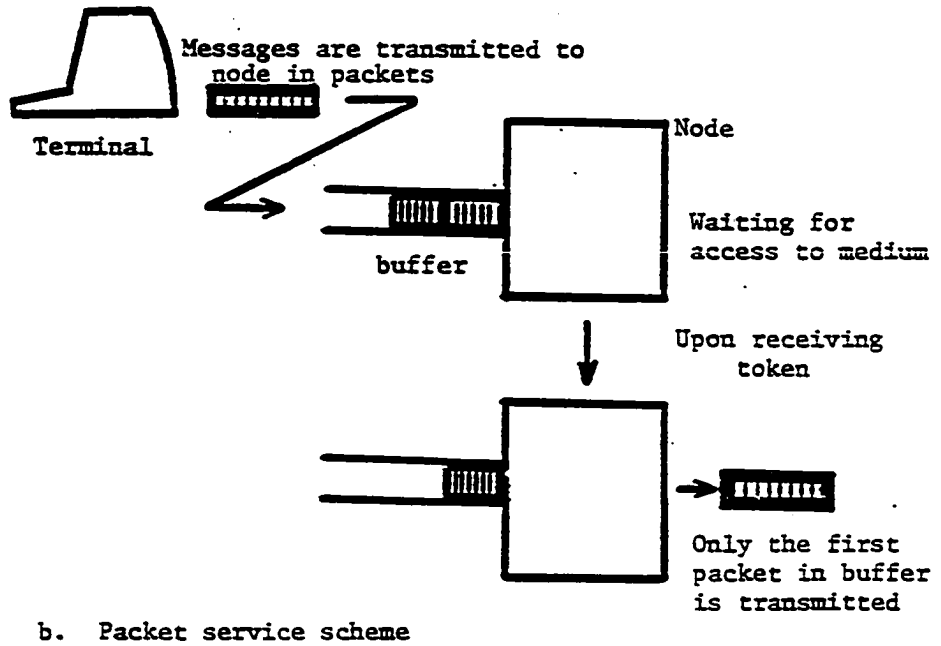 Messages are transmitted to
node in packets
Terminal
Node
buffer
Waiting for
access to medium
Upon receiving
token
Only the first
packet in buffer
is transmitted
b. Packet service scheme